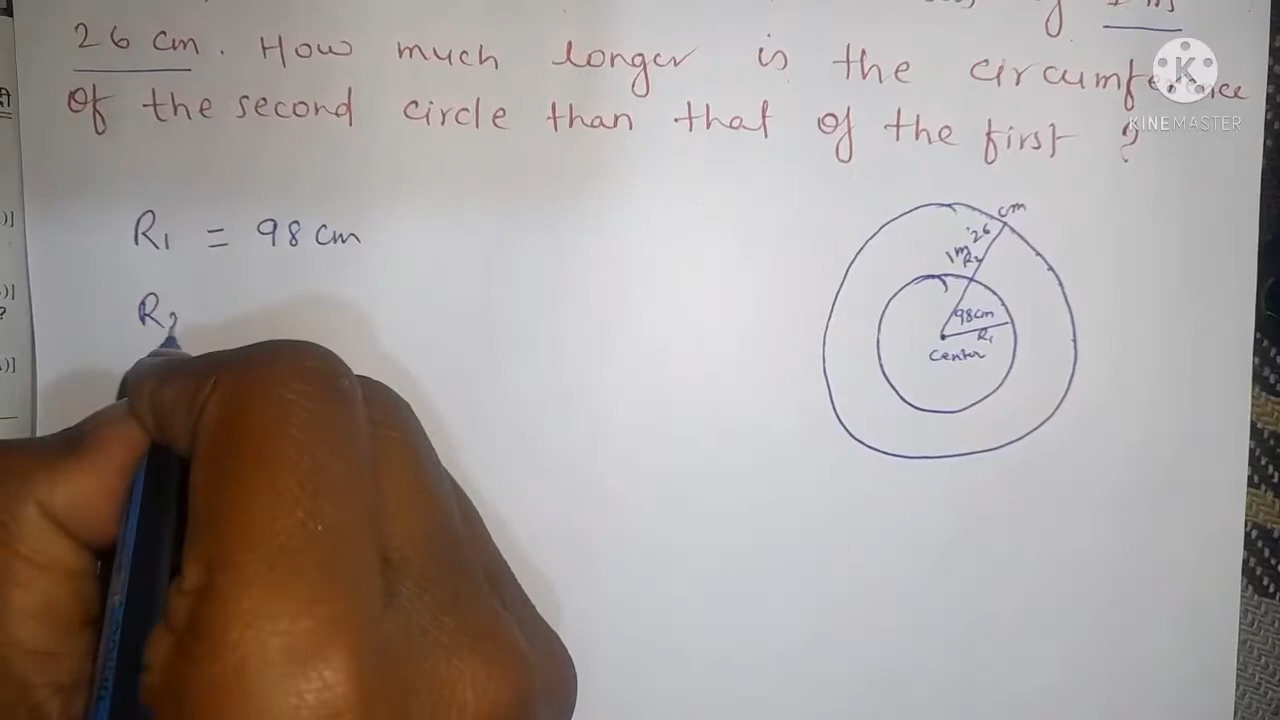 26 cm. How much longer is the circumference
of the second circle than that of the first ?
KINEMASTER
R₁ = 98 cm
R₂
cm
26
1m
R₂
98cm
R₁
Center